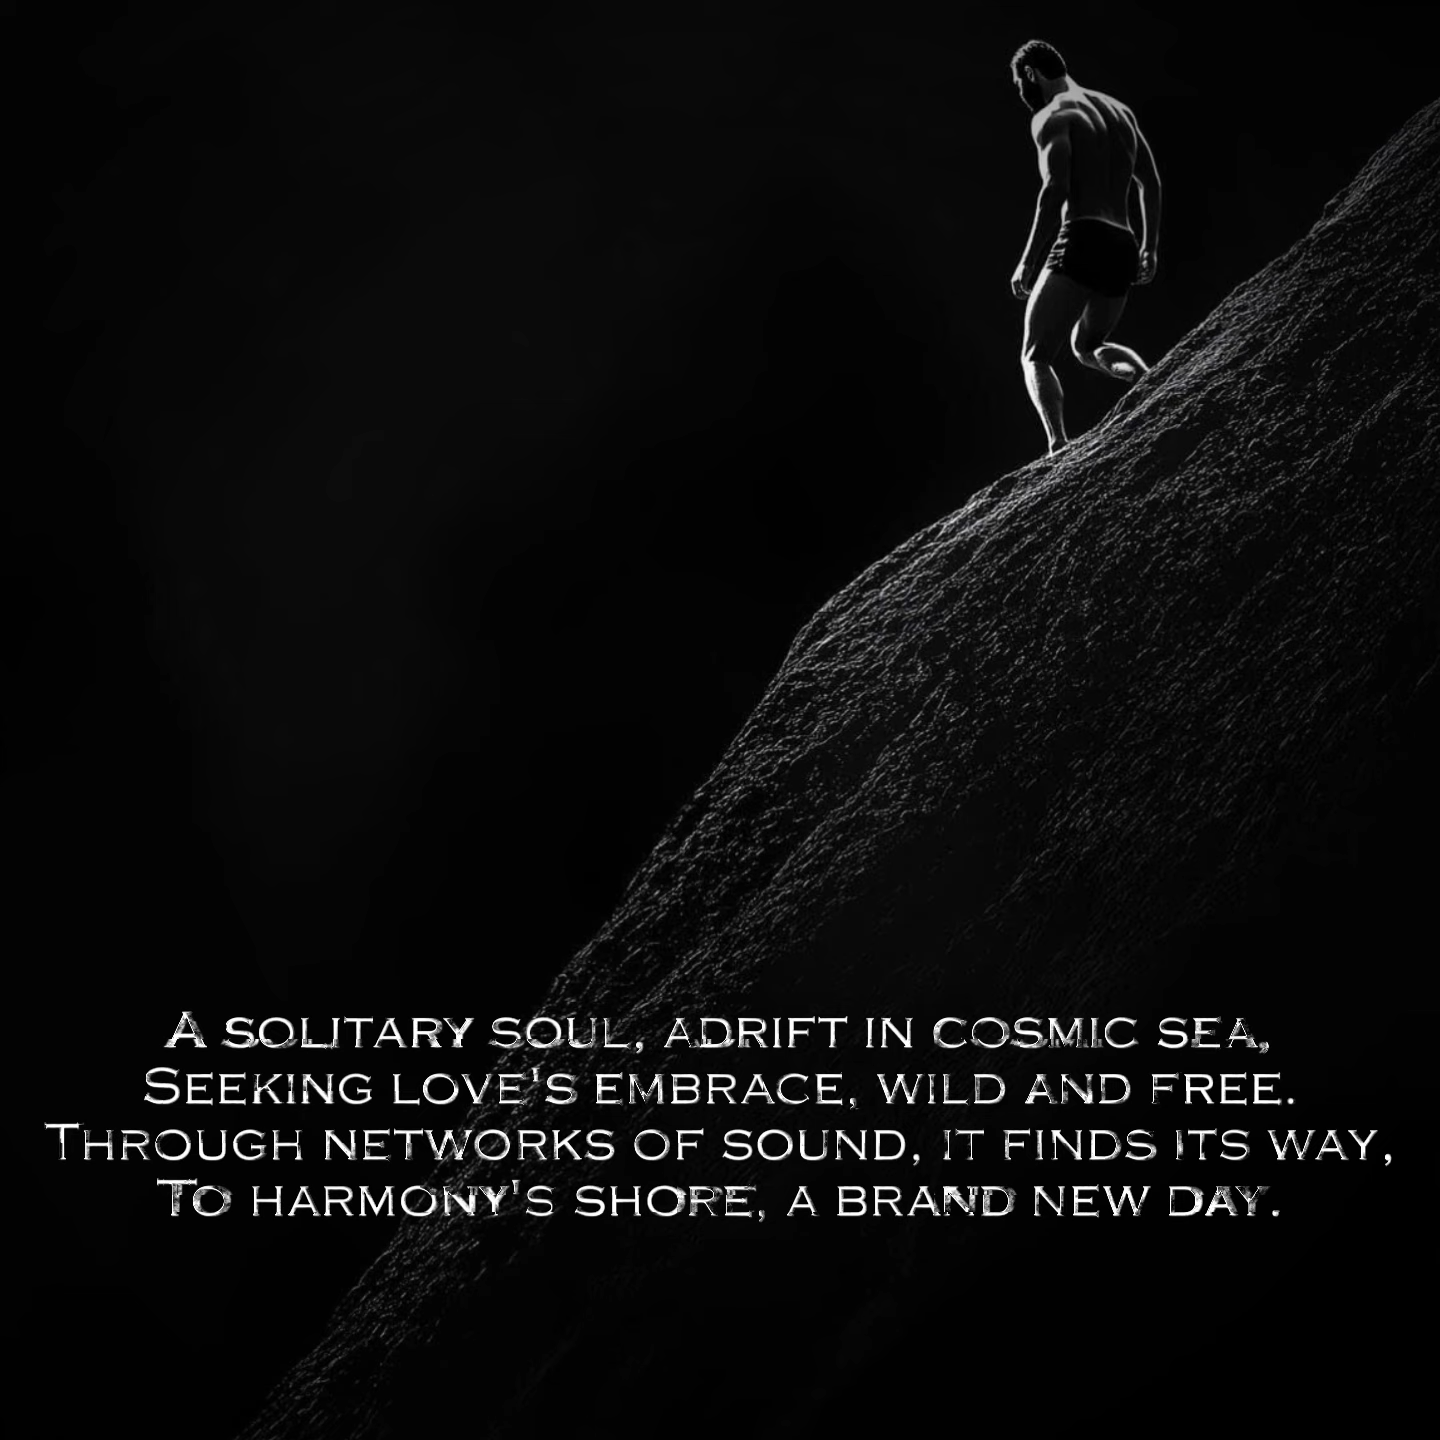 A solitary soul, adrift in cosmic sea,
Seeking love's embrace, wild and free.
Through networks of sound, it finds its way,
To harmony's shore, a brand new day.